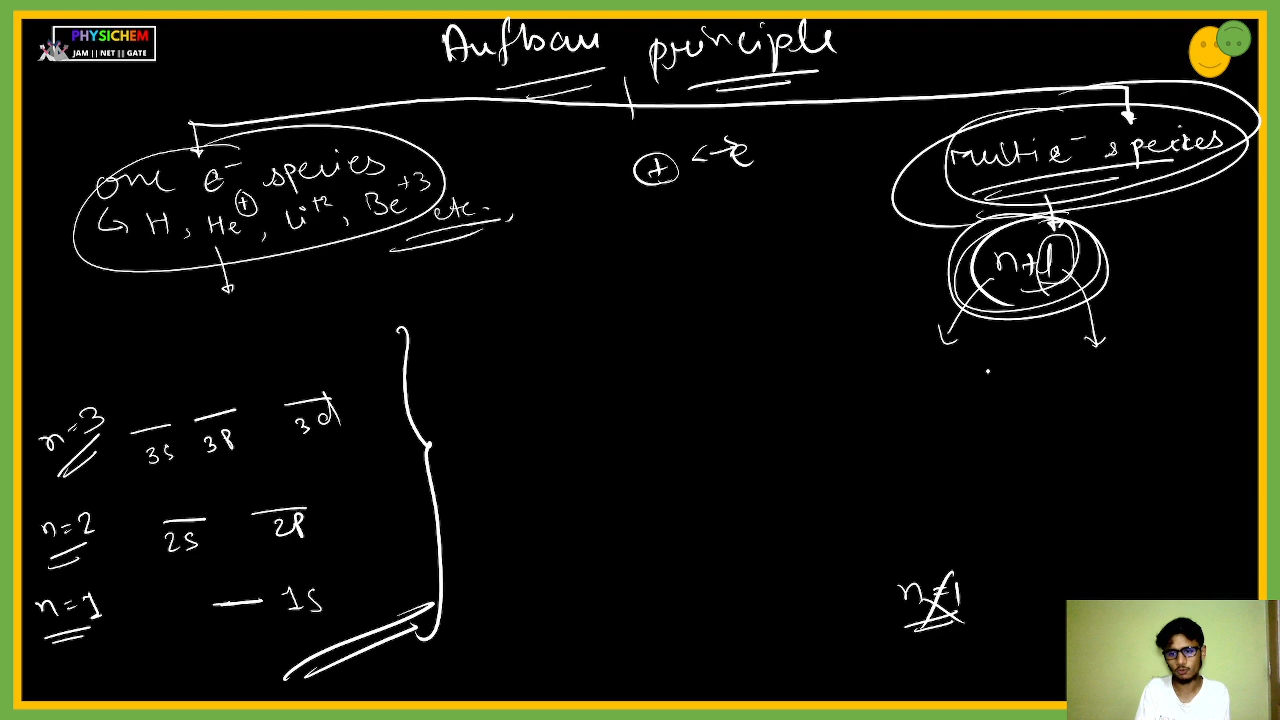 PHYSICHEM
JAM || NET || GATE
Aufbau principle
one e⁻ species
↳ H, He⁺, Li⁺², Be⁺³ etc.,
⊕ ← e
multi e⁻ species
n+l
n=3
3s 3p 3d
n=2
2s 2p
n=1
1s
n=1